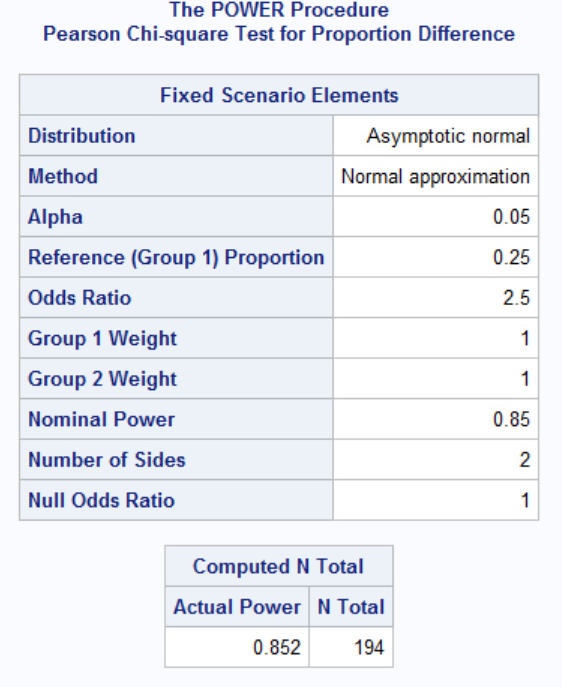 The POWER Procedure
Pearson Chi-square Test for Proportion Difference
Fixed Scenario Elements
Distribution Asymptotic normal
Method Normal approximation
Alpha 0.05
Reference (Group 1) Proportion 0.25
Odds Ratio 2.5
Group 1 Weight 1
Group 2 Weight 1
Nominal Power 0.85
Number of Sides 2
Null Odds Ratio 1
Computed N Total
Actual Power N Total
0.852 194